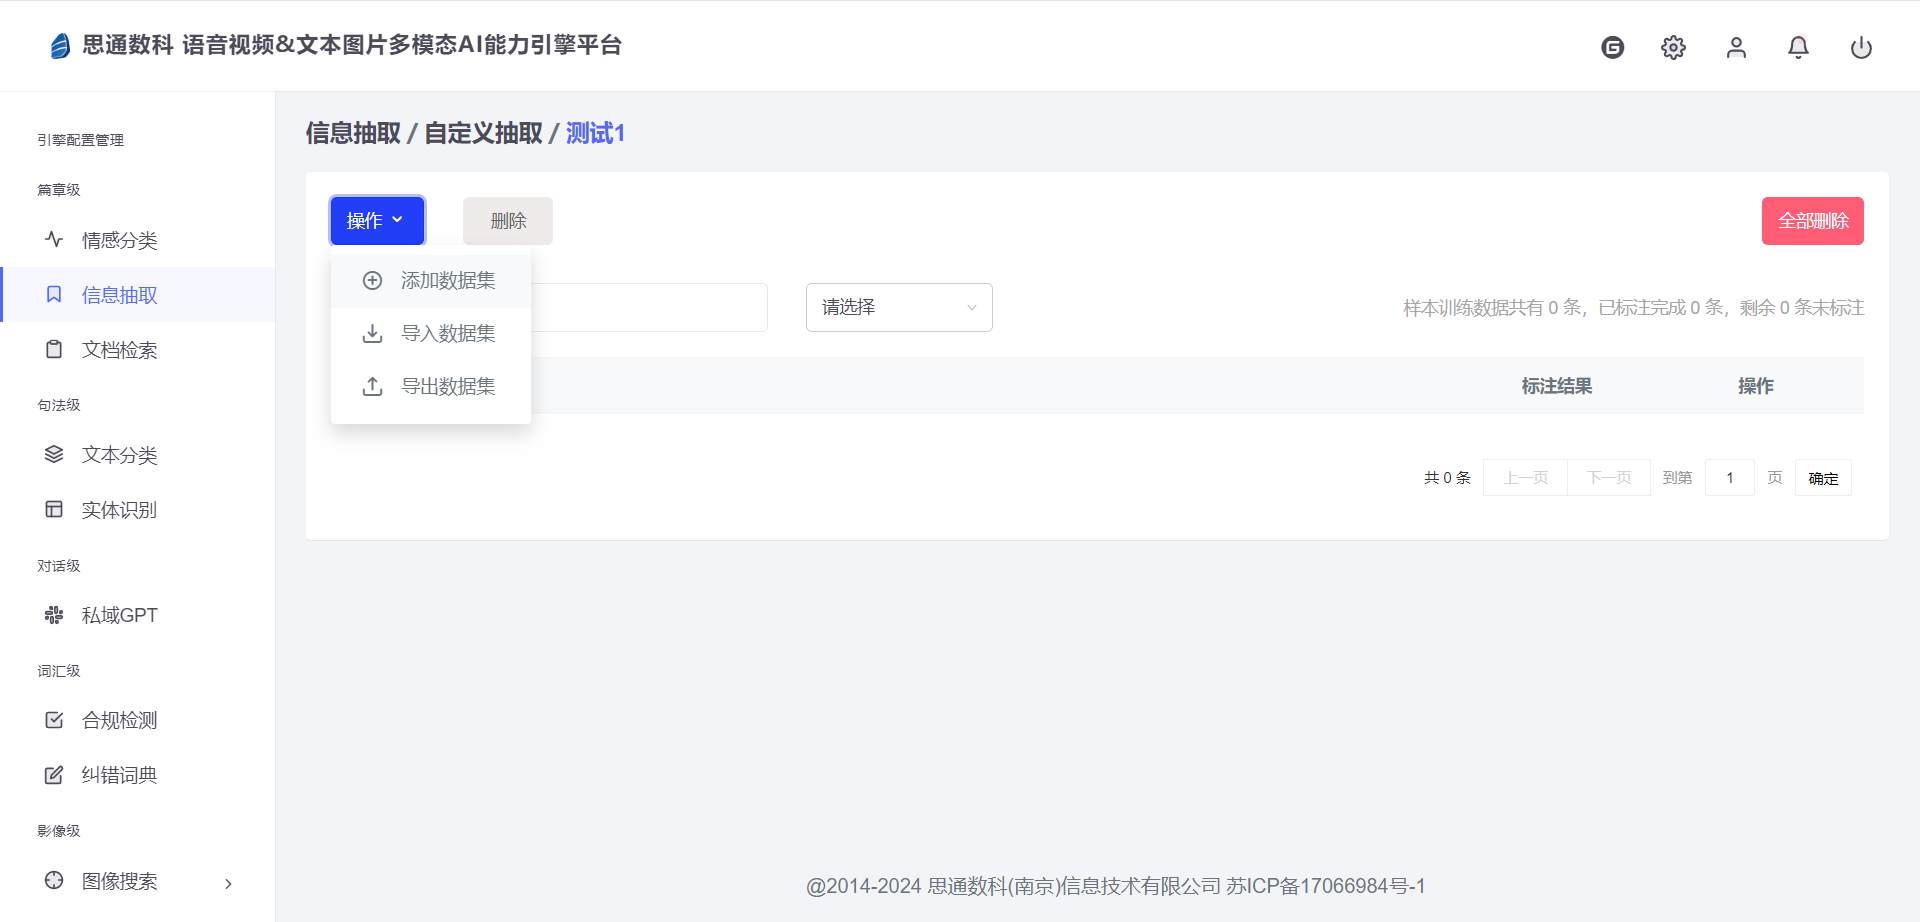 思通数科 语音视频&文本图片多模态AI能力引擎平台
引擎配置管理
篇章级
情感分类
信息抽取
文档检索
句法级
文本分类
实体识别
对话级
私域GPT
词汇级
合规检测
纠错词典
影像级
图像搜索
信息抽取 / 自定义抽取 / 测试1
操作
删除
全部删除
添加数据集
导入数据集
导出数据集
请选择
样本训练数据共有 0 条，已标注完成 0 条，剩余 0 条未标注
标注结果
操作
共 0 条
上一页
下一页
到第
1
页
确定
@2014-2024 思通数科(南京)信息技术有限公司 苏ICP备17066984号-1